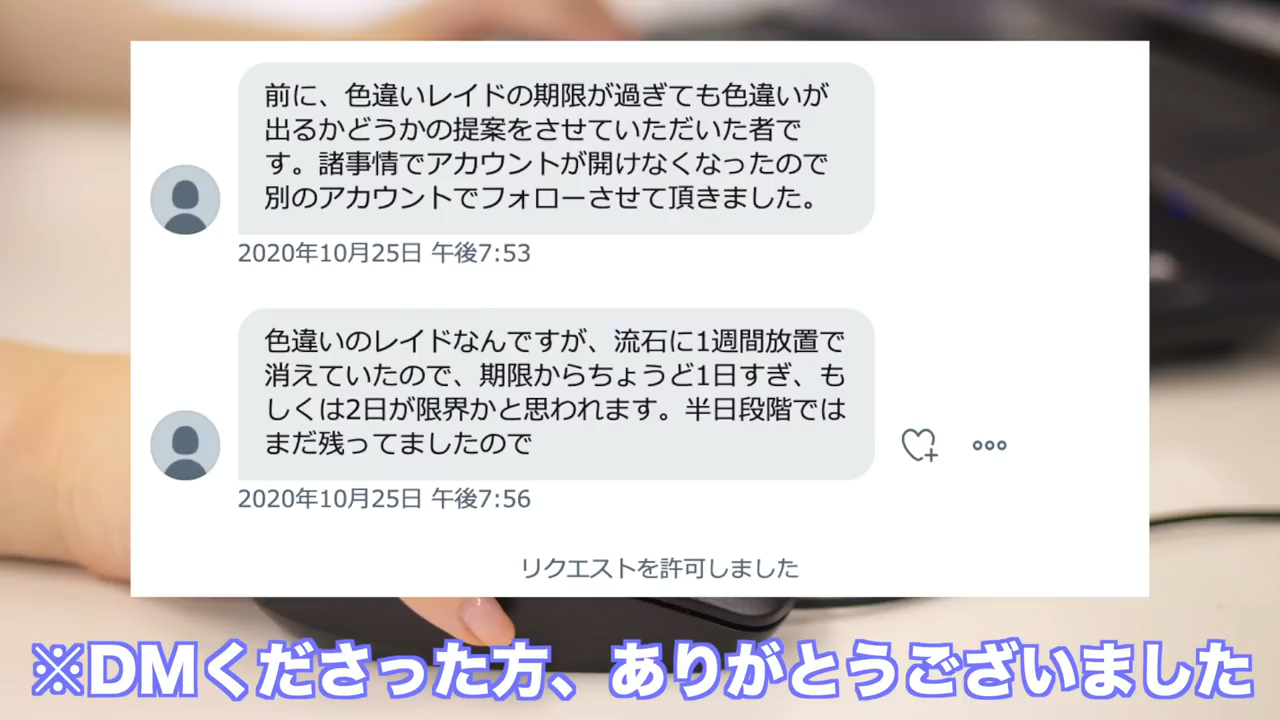 前に、色違いレイドの期限が過ぎても色違いが
出るかどうかの提案をさせていただいた者で
す。諸事情でアカウントが開けなくなったので
別のアカウントでフォローさせて頂きました。
2020年10月25日 午後7:53
色違いのレイドなんですが、流石に1週間放置で
消えていたので、期限からちょうど1日すぎ、も
しくは2日が限界かと思われます。半日段階では
まだ残ってましたので
2020年10月25日 午後7:56
リクエストを許可しました
※DMくださった方、ありがとうございました